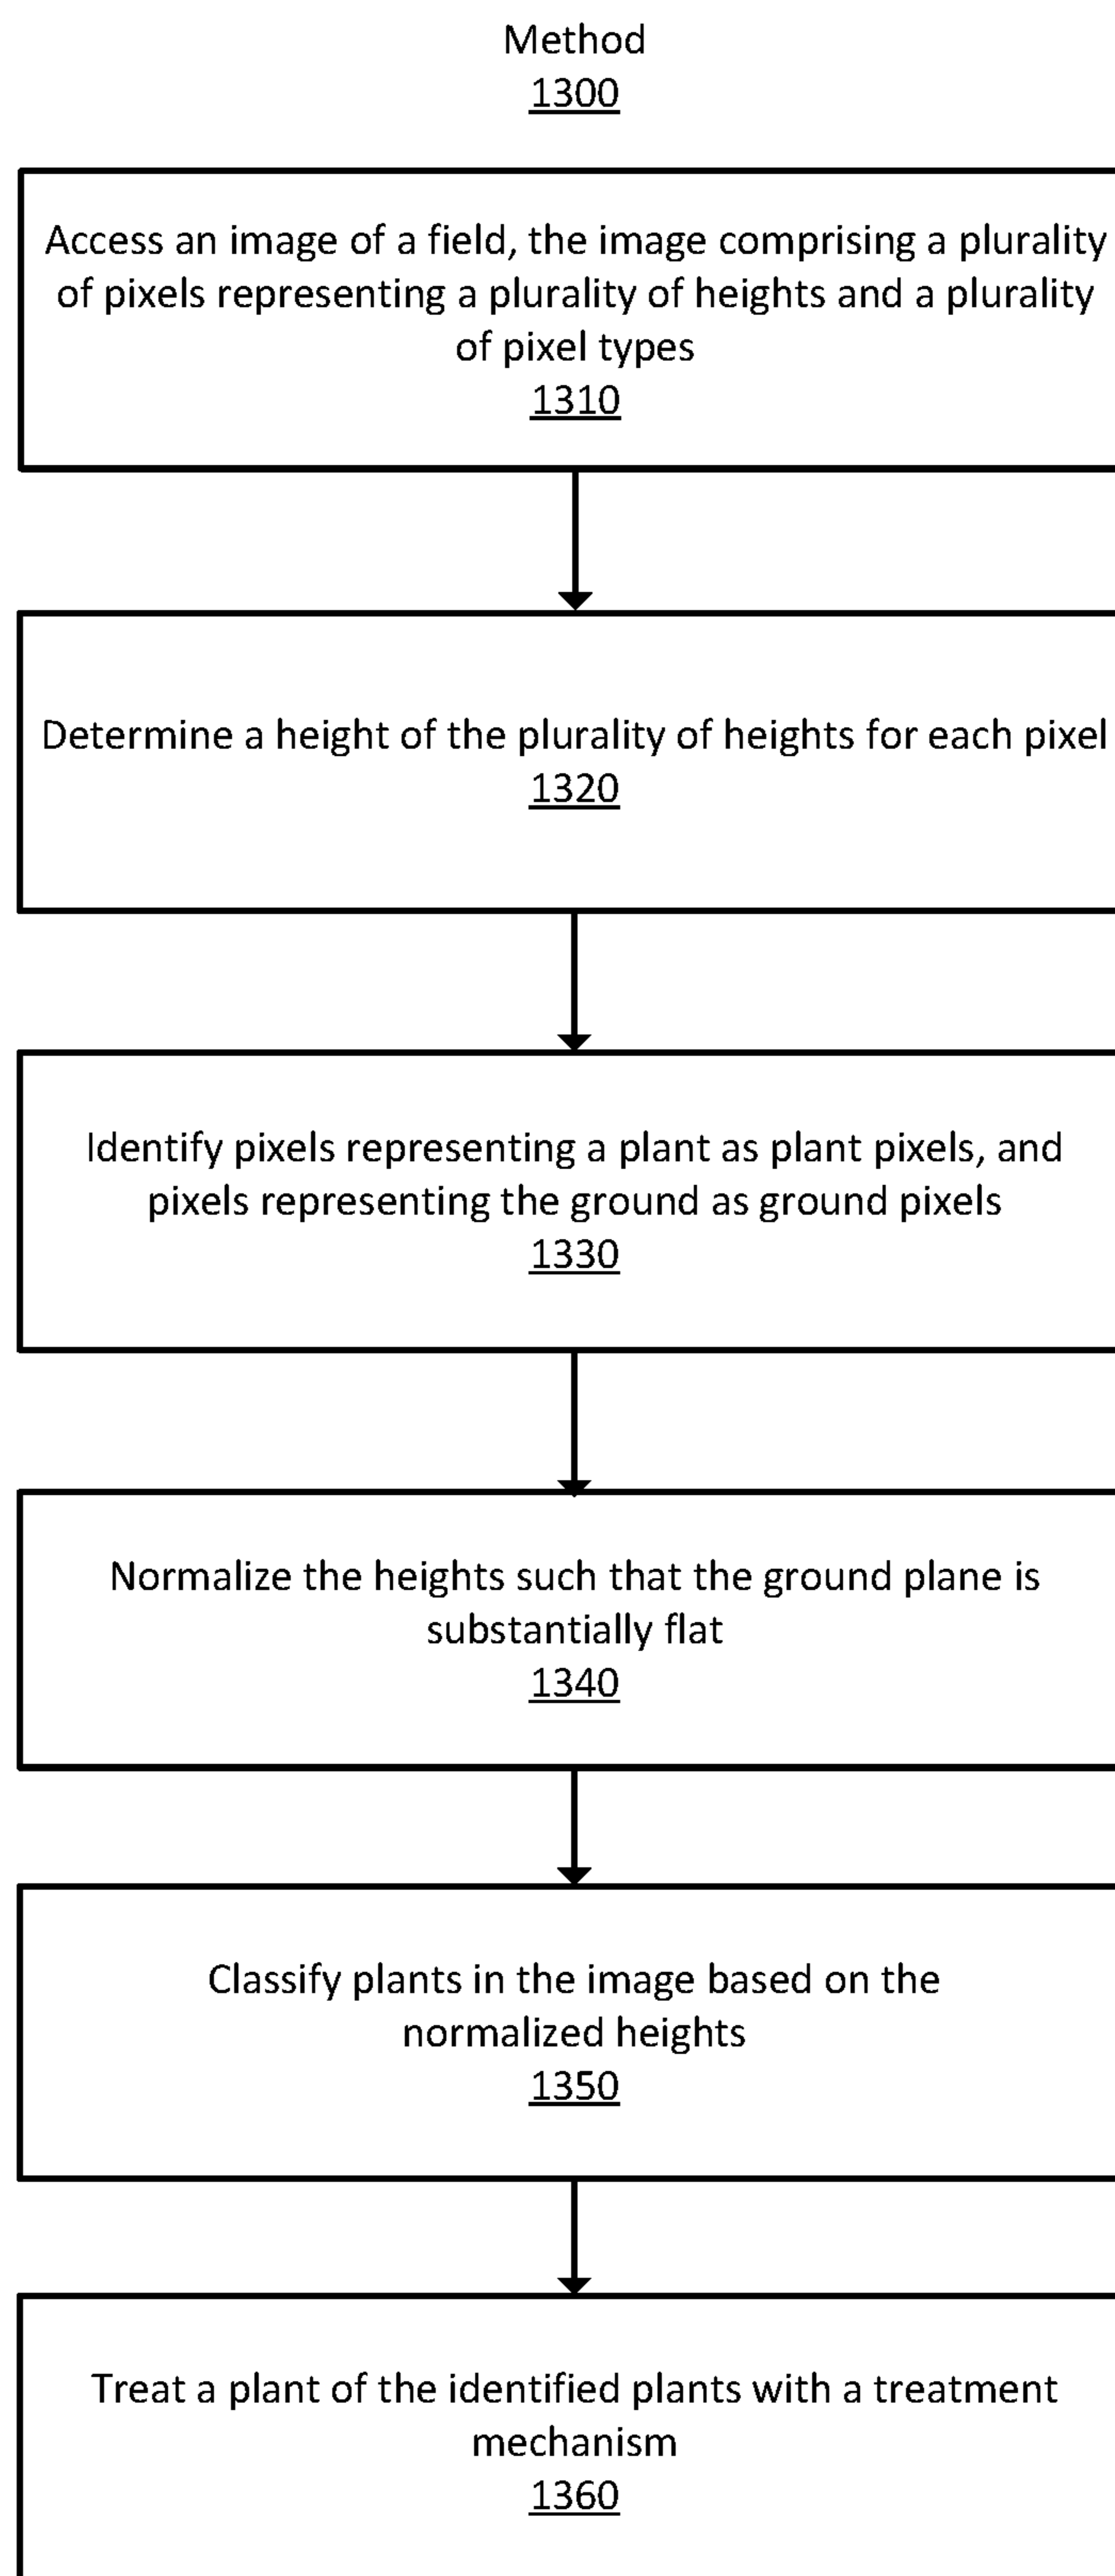 Method
1300
Access an image of a field, the image comprising a plurality
of pixels representing a plurality of heights and a plurality
of pixel types
1310
Determine a height of the plurality of heights for each pixel
1320
Identify pixels representing a plant as plant pixels, and
pixels representing the ground as ground pixels
1330
Normalize the heights such that the ground plane is
substantially flat
1340
Classify plants in the image based on the
normalized heights
1350
Treat a plant of the identified plants with a treatment
mechanism
1360